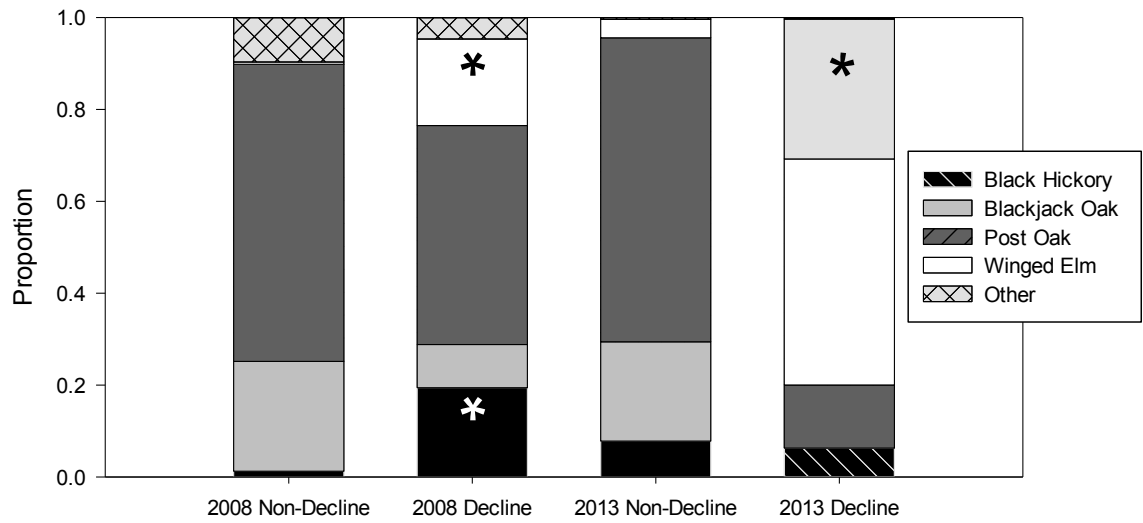 1.0
0.8
0.6
0.4
0.2
0.0
Proportion
*
*
*
Black Hickory
Blackjack Oak
Post Oak
Winged Elm
Other
2008 Non-Decline
2008 Decline
2013 Non-Decline
2013 Decline